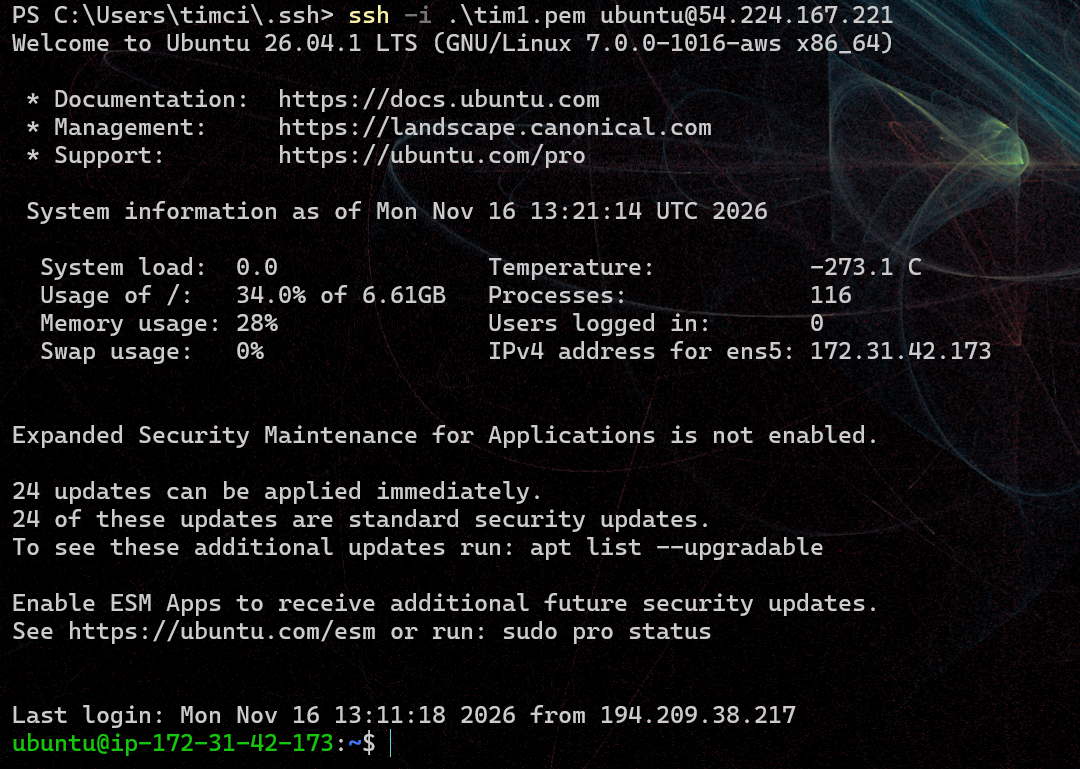 PS C:\Users\timci\.ssh> ssh -i .\tim1.pem ubuntu@54.224.167.221
Welcome to Ubuntu 26.04.1 LTS (GNU/Linux 7.0.0-1016-aws x86_64)

 * Documentation:  https://docs.ubuntu.com
 * Management:     https://landscape.canonical.com
 * Support:        https://ubuntu.com/pro

 System information as of Mon Nov 16 13:21:14 UTC 2026

  System load:  0.0               Temperature:           -273.1 C
  Usage of /:   34.0% of 6.61GB   Processes:             116
  Memory usage: 28%               Users logged in:       0
  Swap usage:   0%                IPv4 address for ens5: 172.31.42.173


Expanded Security Maintenance for Applications is not enabled.

24 updates can be applied immediately.
24 of these updates are standard security updates.
To see these additional updates run: apt list --upgradable

Enable ESM Apps to receive additional future security updates.
See https://ubuntu.com/esm or run: sudo pro status


Last login: Mon Nov 16 13:11:18 2026 from 194.209.38.217
ubuntu@ip-172-31-42-173:~$